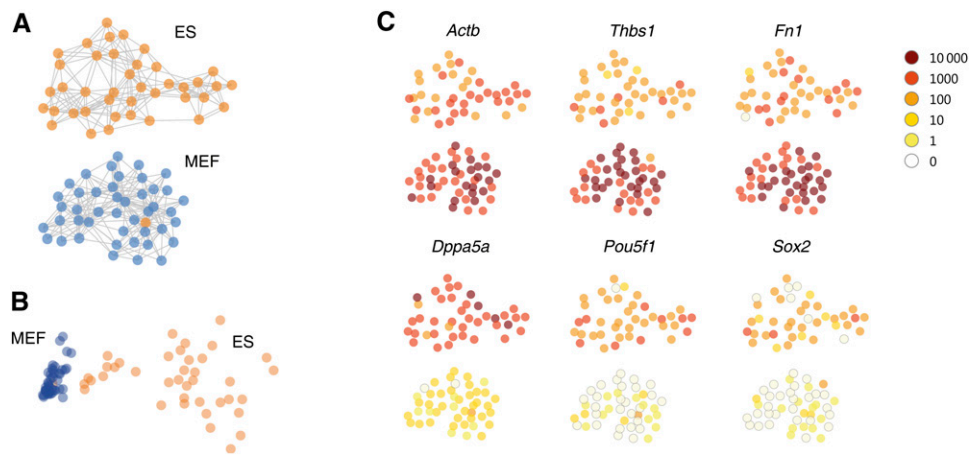 A
ES
MEF
B
MEF
ES
C
Actb
Thbs1
Fn1
10 000
1000
100
10
1
0
Dppa5a
Pou5f1
Sox2